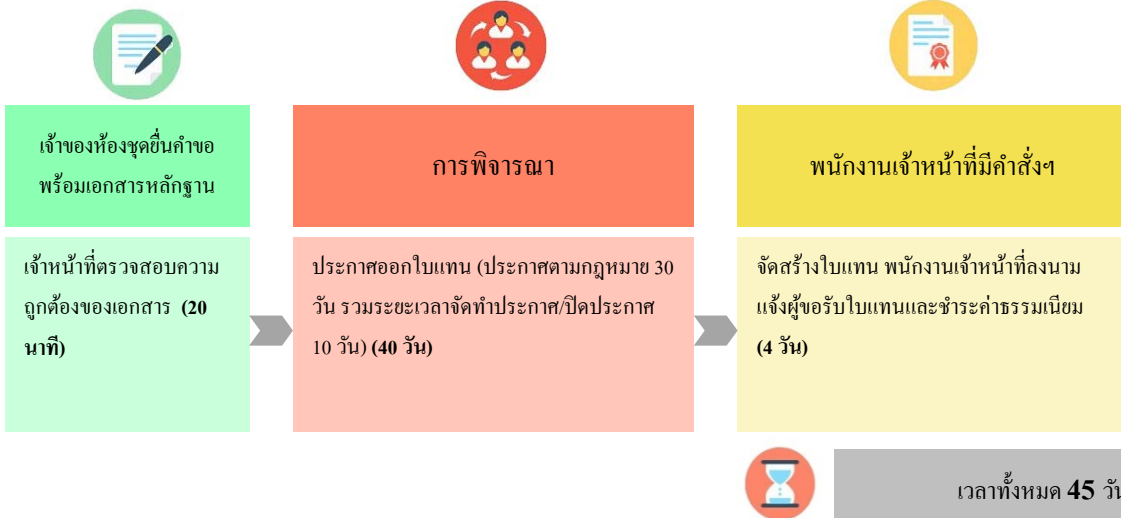 เจ้าของห้องชุดยื่นคำขอ
พร้อมเอกสารหลักฐาน
เจ้าหน้าที่ตรวจสอบความ
ถูกต้องของเอกสาร (20
นาที)
การพิจารณา
ประกาศออกใบแทน (ประกาศตามกฎหมาย 30
วัน รวมระยะเวลาจัดทำประกาศ/ปิดประกาศ
10 วัน) (40 วัน)
พนักงานเจ้าหน้าที่มีคำสั่งฯ
จัดสร้างใบแทน พนักงานเจ้าหน้าที่ลงนาม
แจ้งผู้ขอรับใบแทนและชำระค่าธรรมเนียม
(4 วัน)
เวลาทั้งหมด 45 วัน